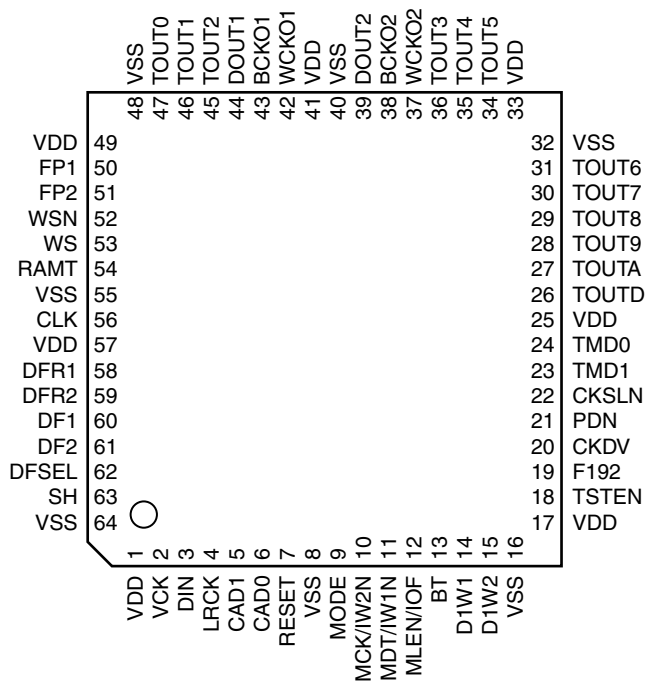 VSS
TOUT0
TOUT1
TOUT2
DOUT1
BCKO1
WCKO1
VDD
VSS
DOUT2
BCKO2
WCKO2
TOUT3
TOUT4
TOUT5
VDD
48
47
46
45
44
43
42
41
40
39
38
37
36
35
34
33
VDD 49
FP1 50
FP2 51
WSN 52
WS 53
RAMT 54
VSS 55
CLK 56
VDD 57
DFR1 58
DFR2 59
DF1 60
DF2 61
DFSEL 62
SH 63
VSS 64
32 VSS
31 TOUT6
30 TOUT7
29 TOUT8
28 TOUT9
27 TOUTA
26 TOUTD
25 VDD
24 TMD0
23 TMD1
22 CKSLN
21 PDN
20 CKDV
19 F192
18 TSTEN
17 VDD
1
2
3
4
5
6
7
8
9
10
11
12
13
14
15
16
VDD
VCK
DIN
LRCK
CAD1
CAD0
RESET
VSS
MODE
MCK/IW2N
MDT/IW1N
MLEN/IOF
BT
D1W1
D1W2
VSS